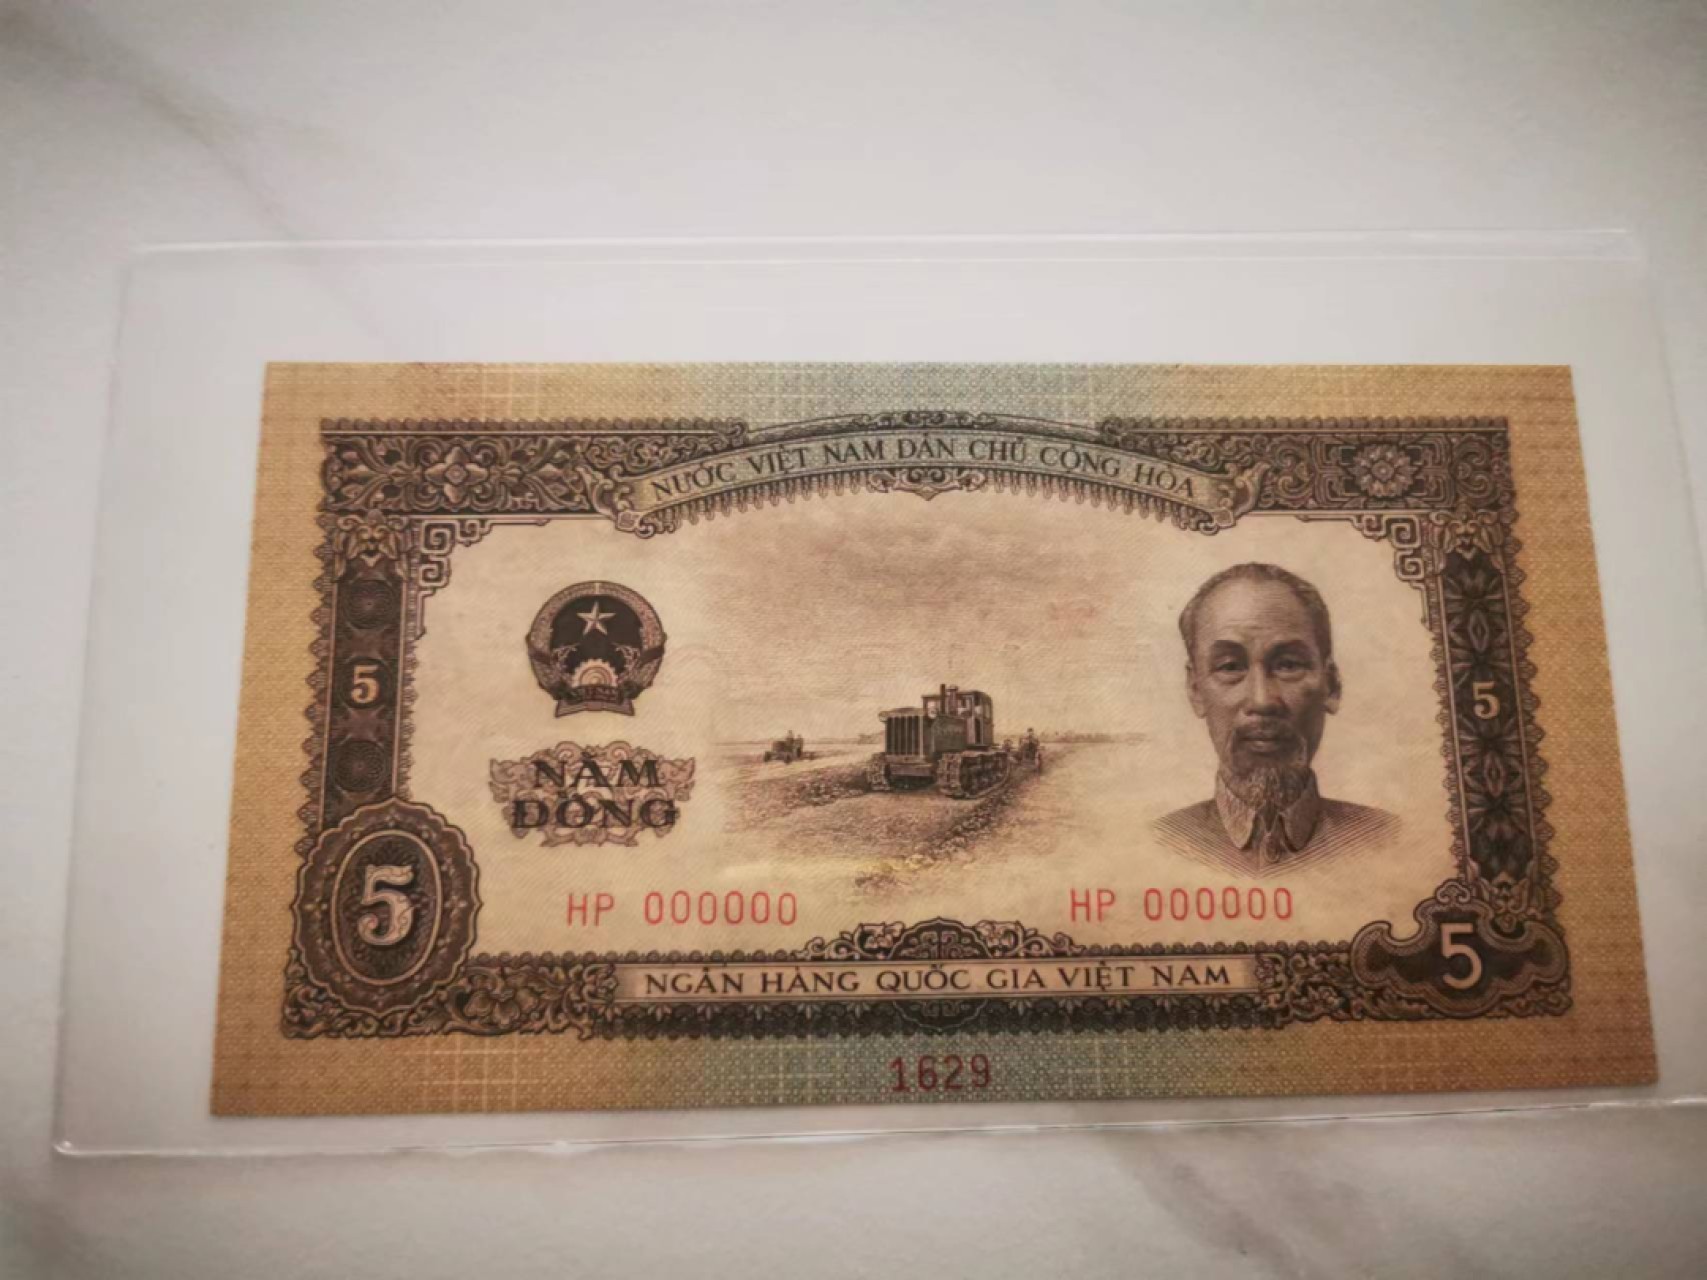 NƯỚC VIỆT NAM DÂN CHỦ CỘNG HÒA
5
5
NĂM
ĐỒNG
HP 000000
HP 000000
5
5
NGÂN HÀNG QUỐC GIA VIỆT NAM
1629